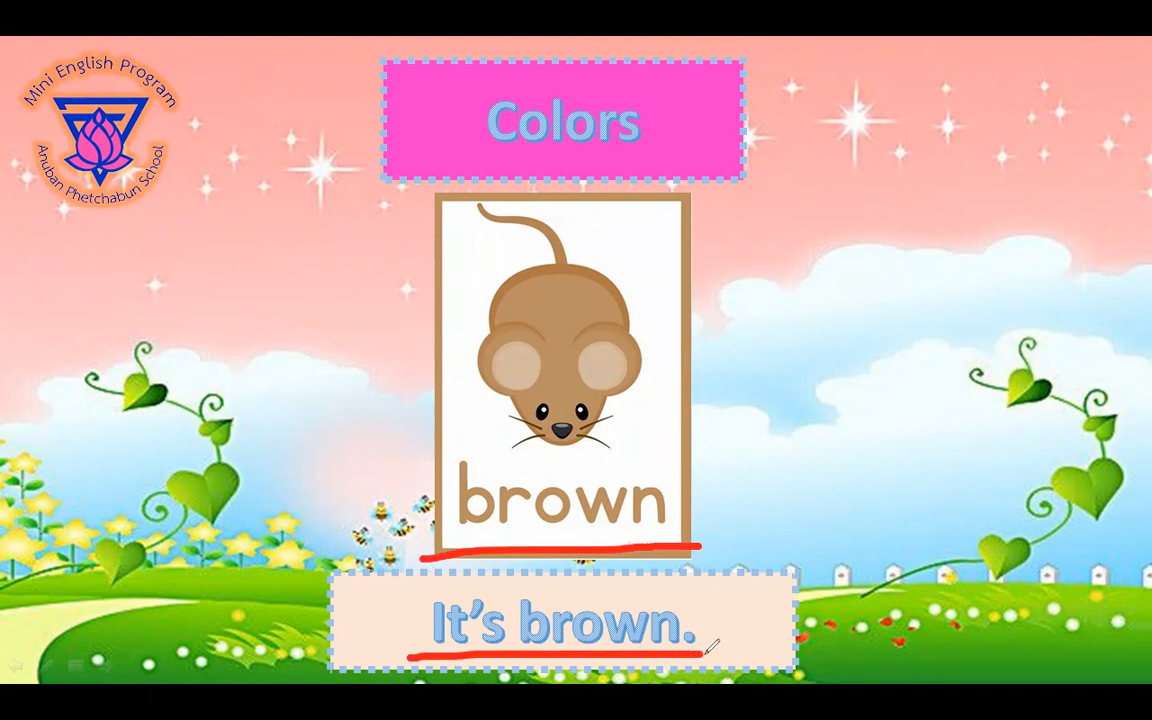 Mini English Program
Anuban Phetchabun School
Colors
brown
It's brown.